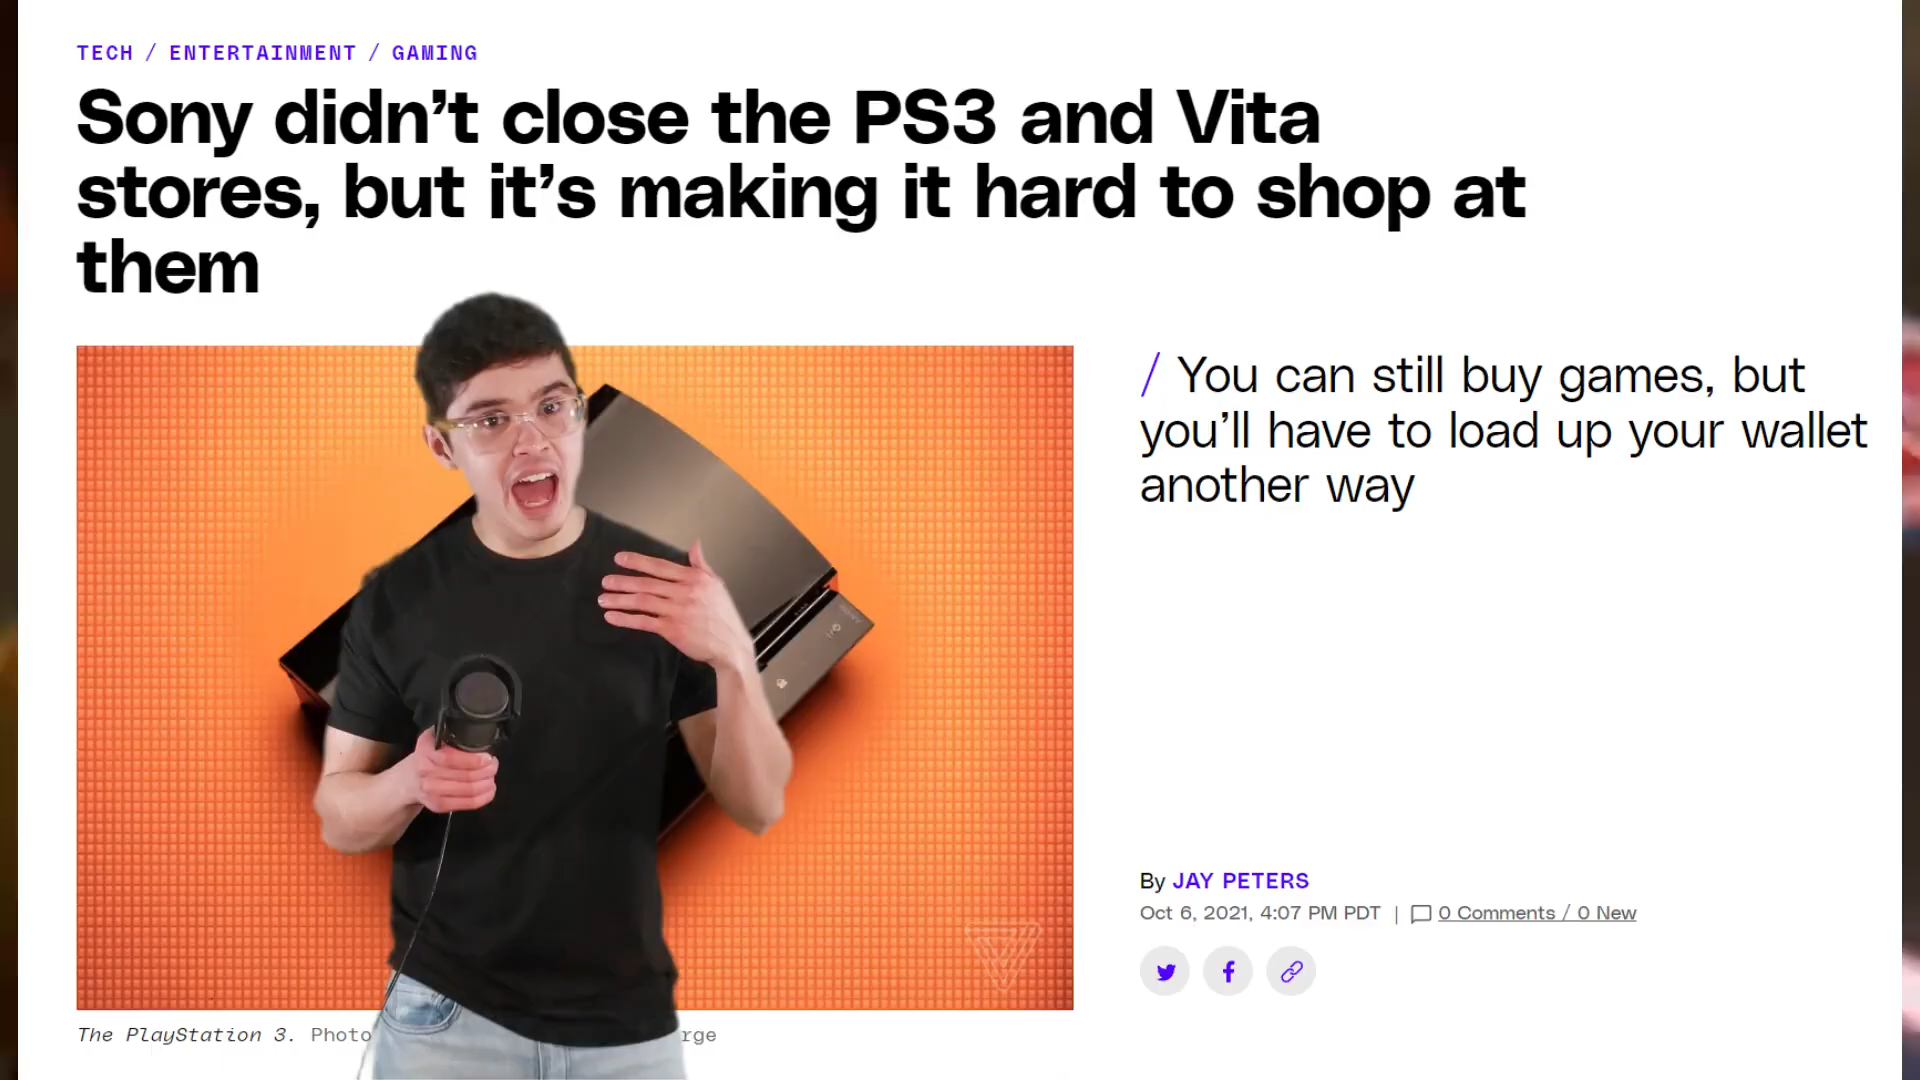 TECH / ENTERTAINMENT / GAMING
Sony didn’t close the PS3 and Vita
stores, but it’s making it hard to shop at
them
/ You can still buy games, but
you’ll have to load up your wallet
another way
By JAY PETERS
Oct 6, 2021, 4:07 PM PDT | 0 Comments / 0 New
The PlayStation 3. Photo